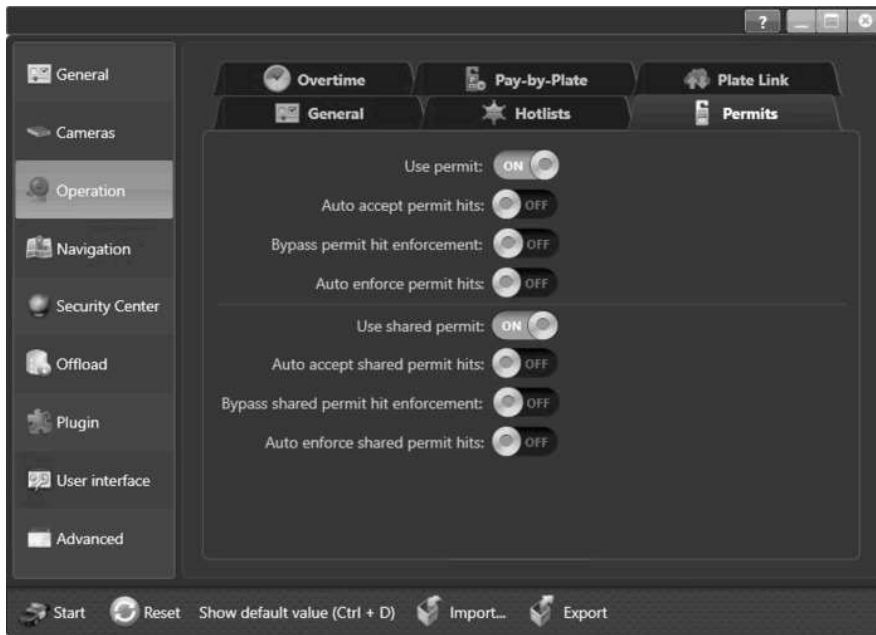 ?
General
Cameras
Operation
Navigation
Security Center
Offload
Plugin
User interface
Advanced
Overtime Pay-by-Plate Plate Link
General Hotlists Permits
Use permit: ON
Auto accept permit hits: OFF
Bypass permit hit enforcement: OFF
Auto enforce permit hits: OFF
Use shared permit: ON
Auto accept shared permit hits: OFF
Bypass shared permit hit enforcement: OFF
Auto enforce shared permit hits: OFF
Start Reset Show default value (Ctrl + D) Import... Export